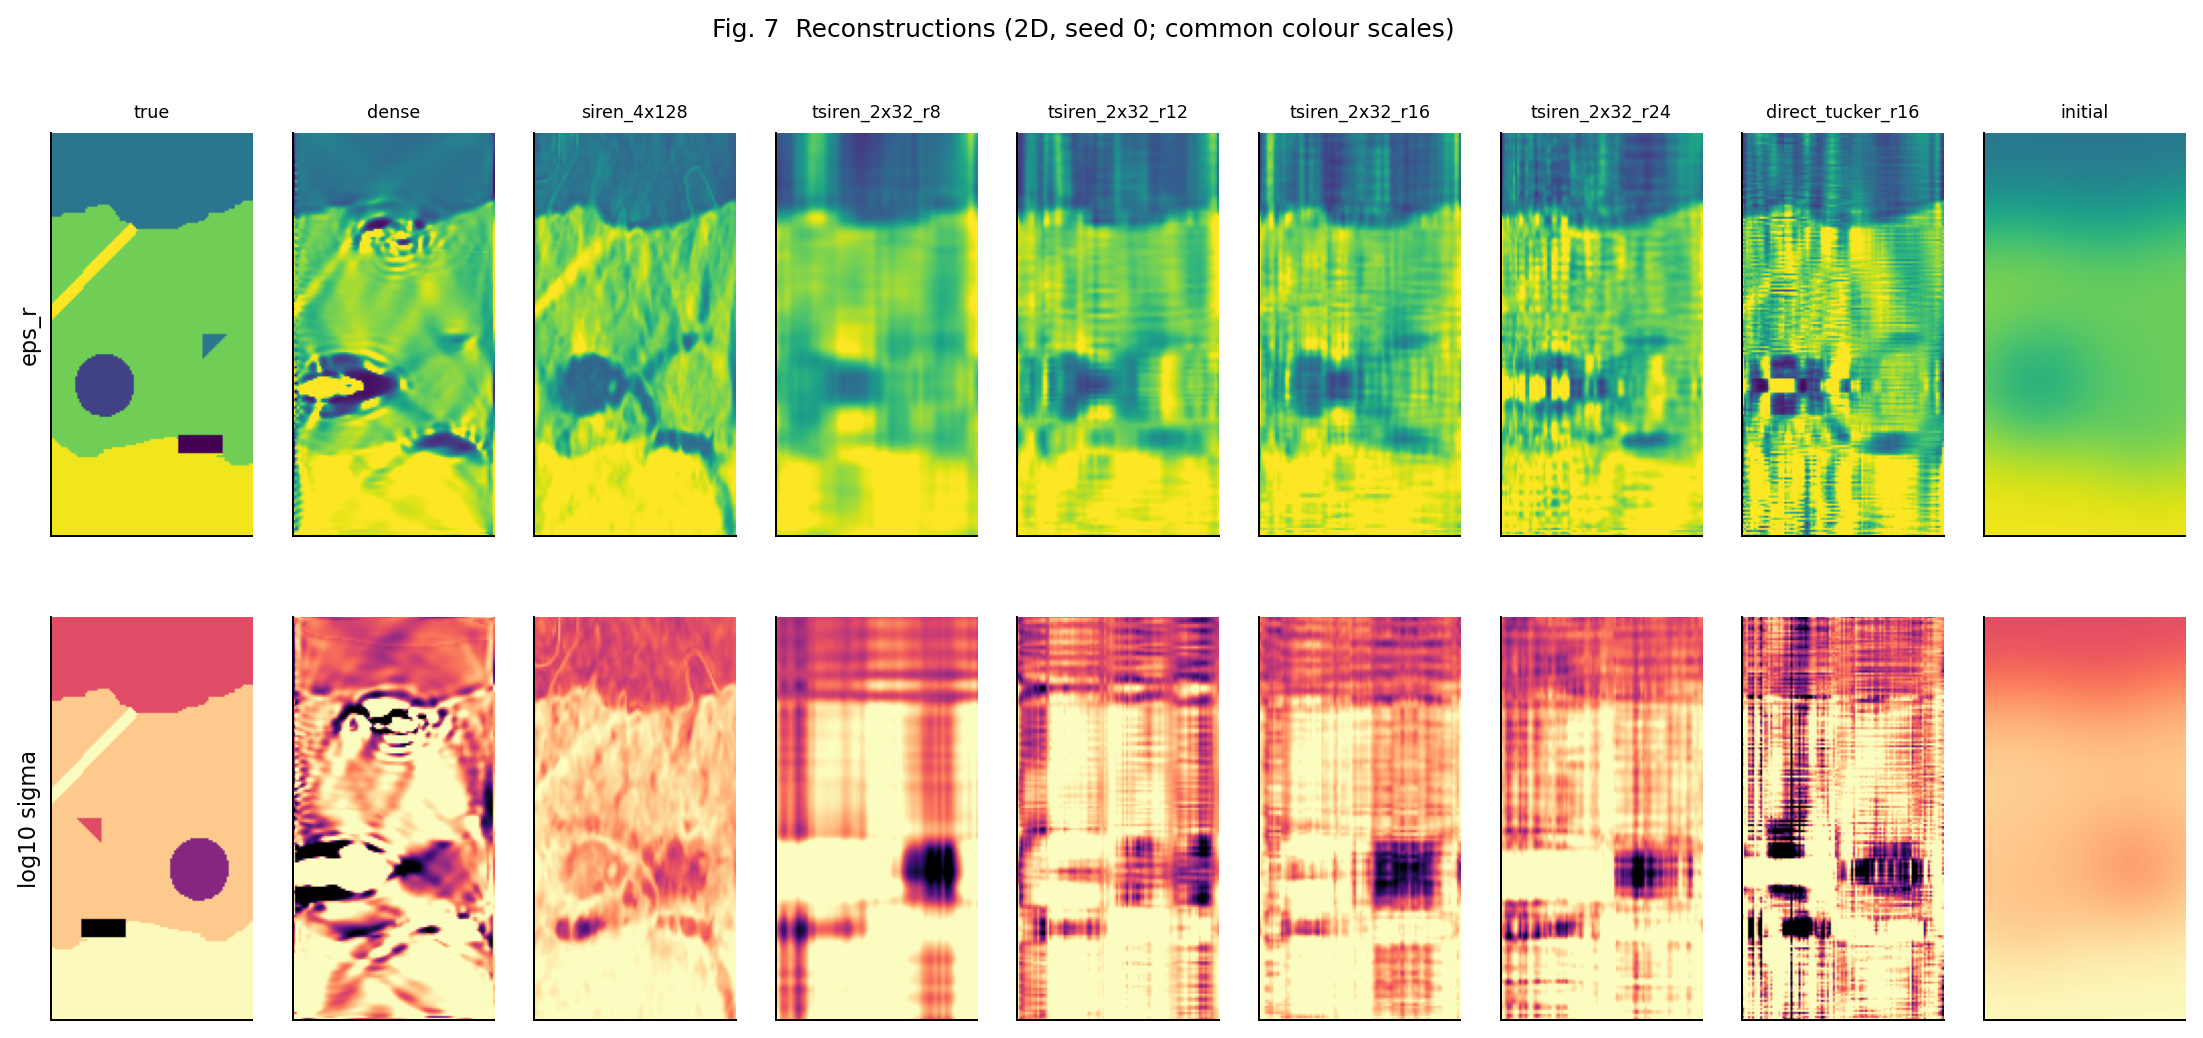 Fig. 7  Reconstructions (2D, seed 0; common colour scales)
true
dense
siren_4x128
tsiren_2x32_r8
tsiren_2x32_r12
tsiren_2x32_r16
tsiren_2x32_r24
direct_tucker_r16
initial
eps_r
log10 sigma